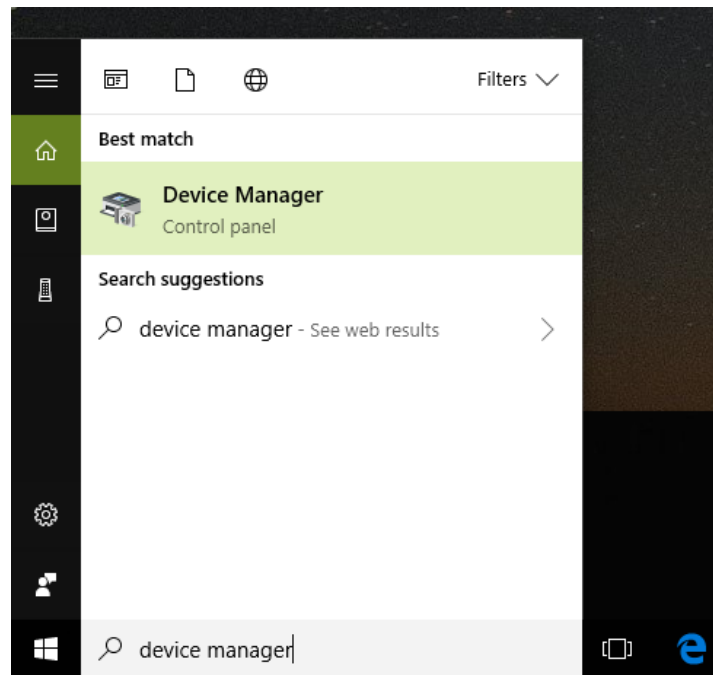 Filters
Best match
Device Manager
Control panel
Search suggestions
device manager - See web results
device manager